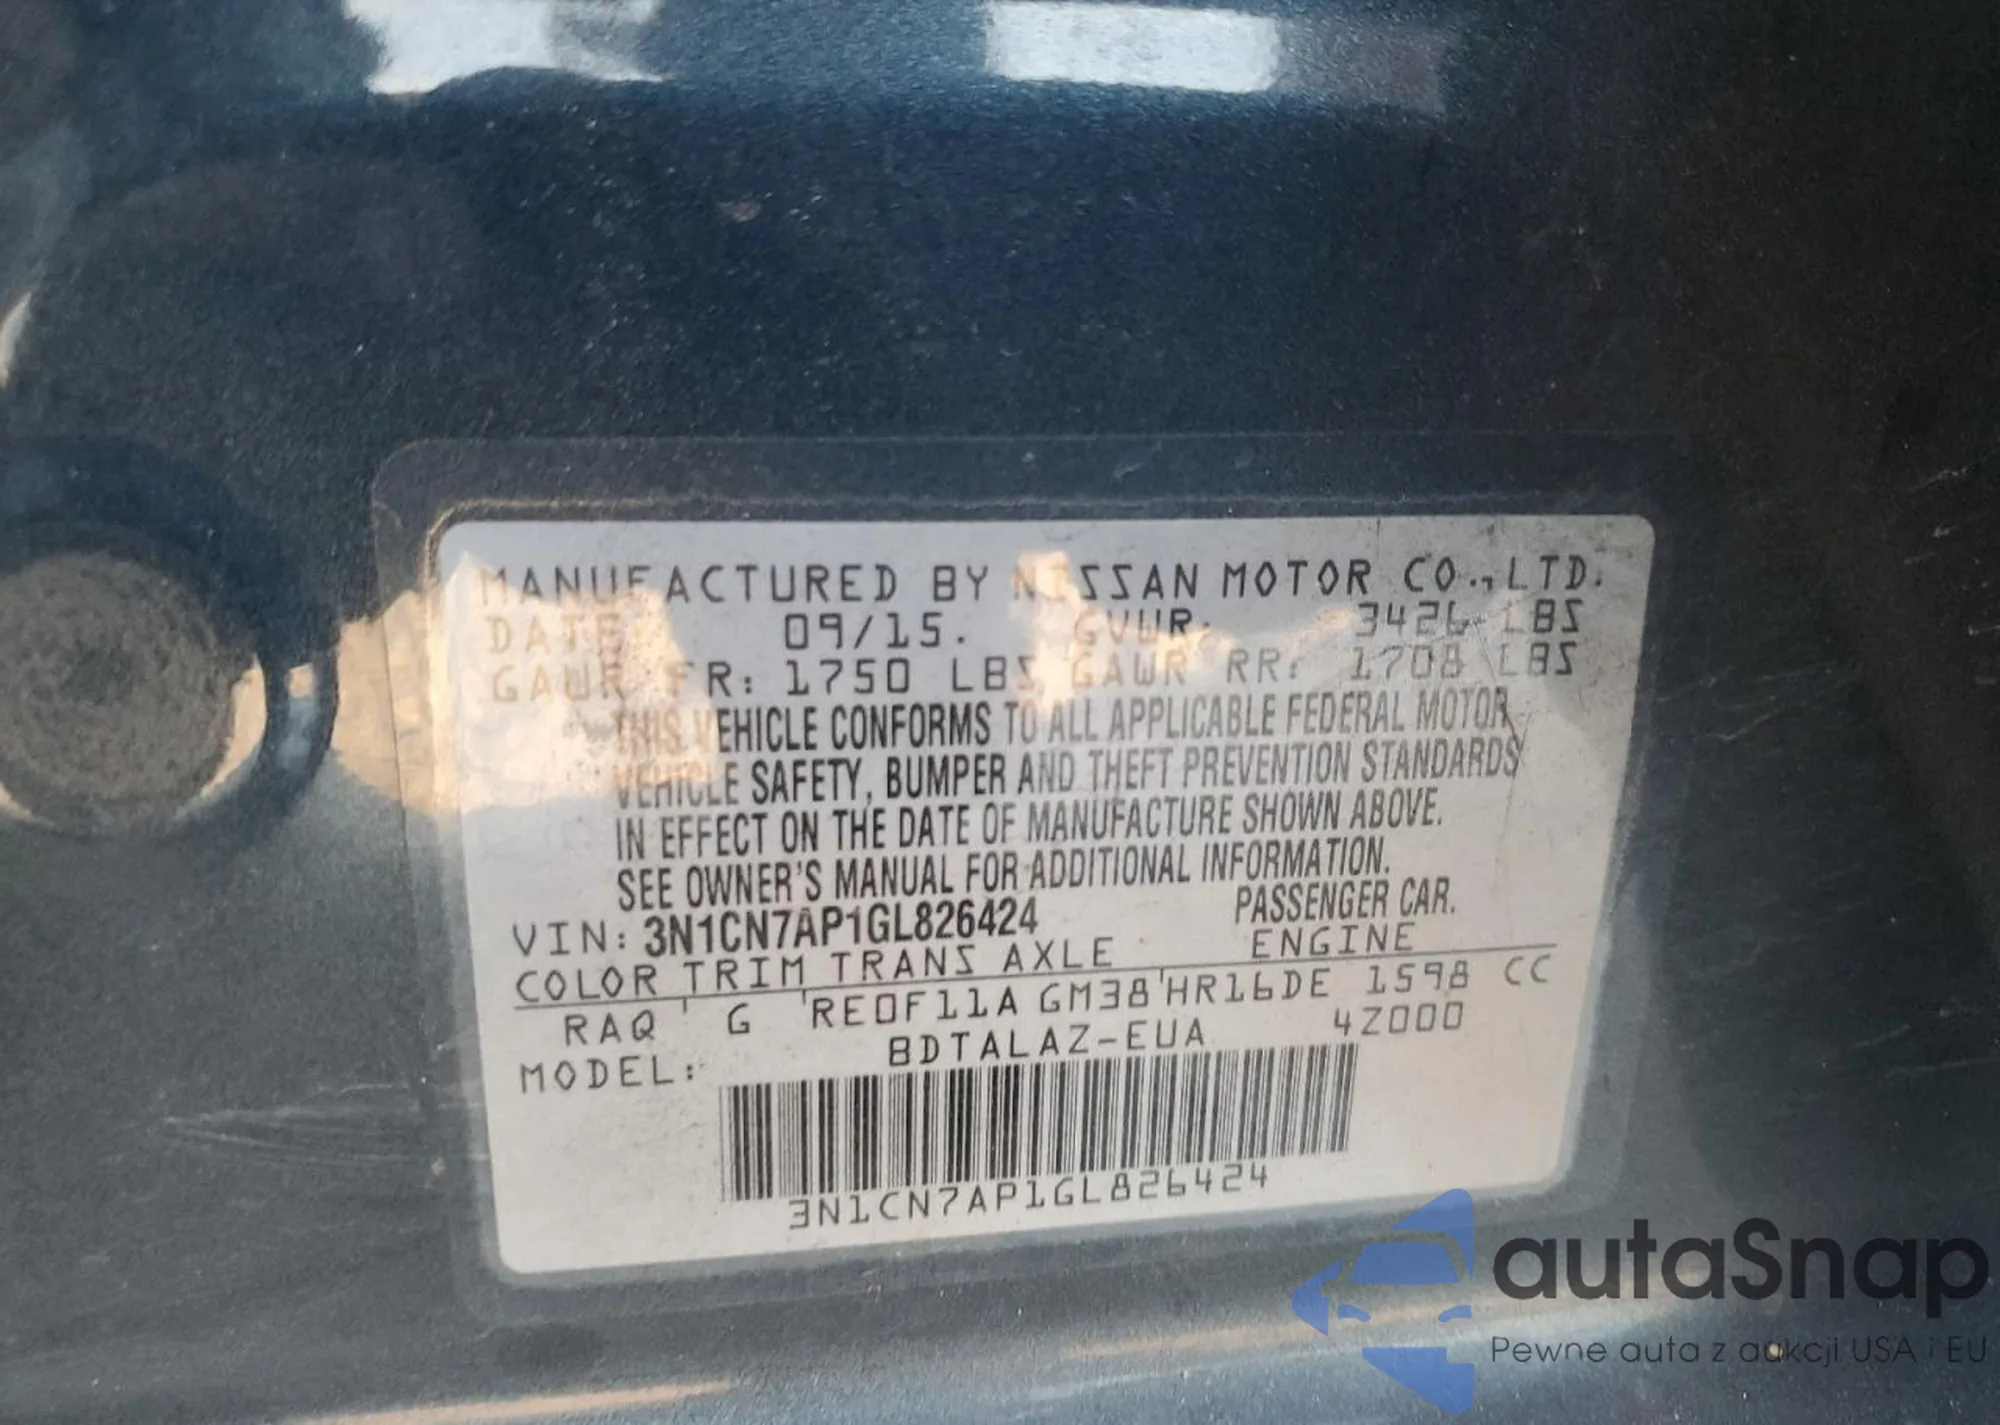 MANUFACTURED BY NISSAN MOTOR CO., LTD.
DATE: 09/15. GVWR: 3426 LBS
GAWR FR: 1750 LBS GAWR RR: 1708 LBS
THIS VEHICLE CONFORMS TO ALL APPLICABLE FEDERAL MOTOR
VEHICLE SAFETY, BUMPER AND THEFT PREVENTION STANDARDS
IN EFFECT ON THE DATE OF MANUFACTURE SHOWN ABOVE.
SEE OWNER'S MANUAL FOR ADDITIONAL INFORMATION.
VIN: 3N1CN7AP1GL826424 PASSENGER CAR.
COLOR TRIM TRANS AXLE ENGINE
RAQ G RE0F11A GM38 HR16DE 1598 CC
MODEL: BDTALAZ-EUA 4Z000
3N1CN7AP1GL826424
autaSnap
Pewne auta z aukcji USA i EU